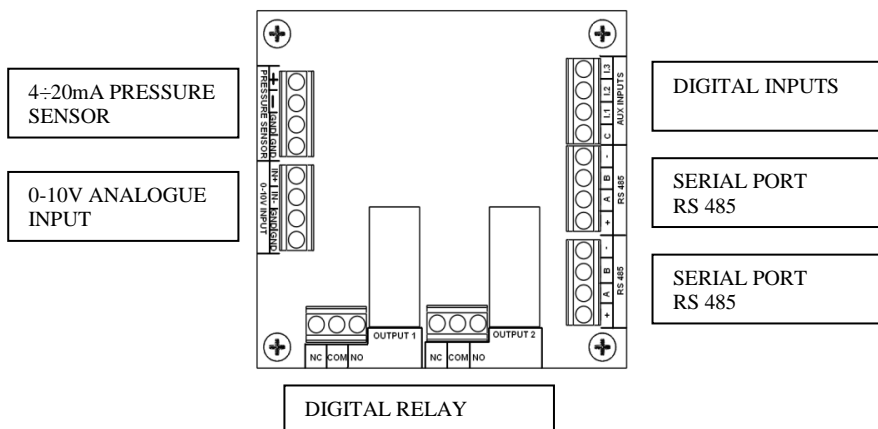 4÷20mA PRESSURE
SENSOR
0-10V ANALOGUE
INPUT
PRESSURE SENSOR
+
-
GND
GND
0-10V INPUT
IN+
IN-
GND
GND
AUX INPUTS
I.3
I.2
I.1
C
RS 485
-
B
A
+
RS 485
-
B
A
+
DIGITAL INPUTS
SERIAL PORT
RS 485
SERIAL PORT
RS 485
OUTPUT 1
NC COM NO
OUTPUT 2
NC COM NO
DIGITAL RELAY